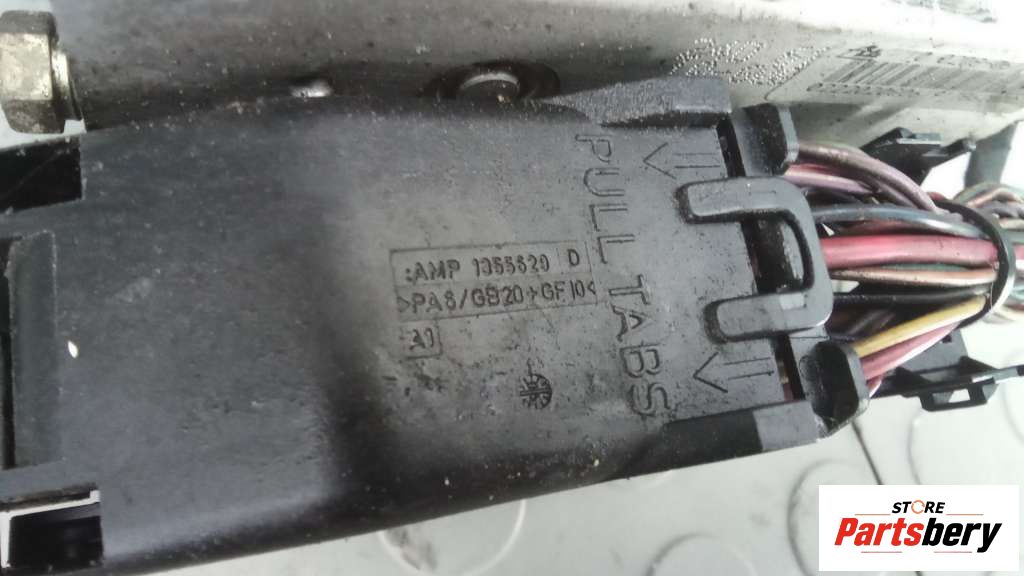 PULL TABS
:AMP 1355620 D
>PA6/GB20+GF10<
A1
STORE
Partsbery